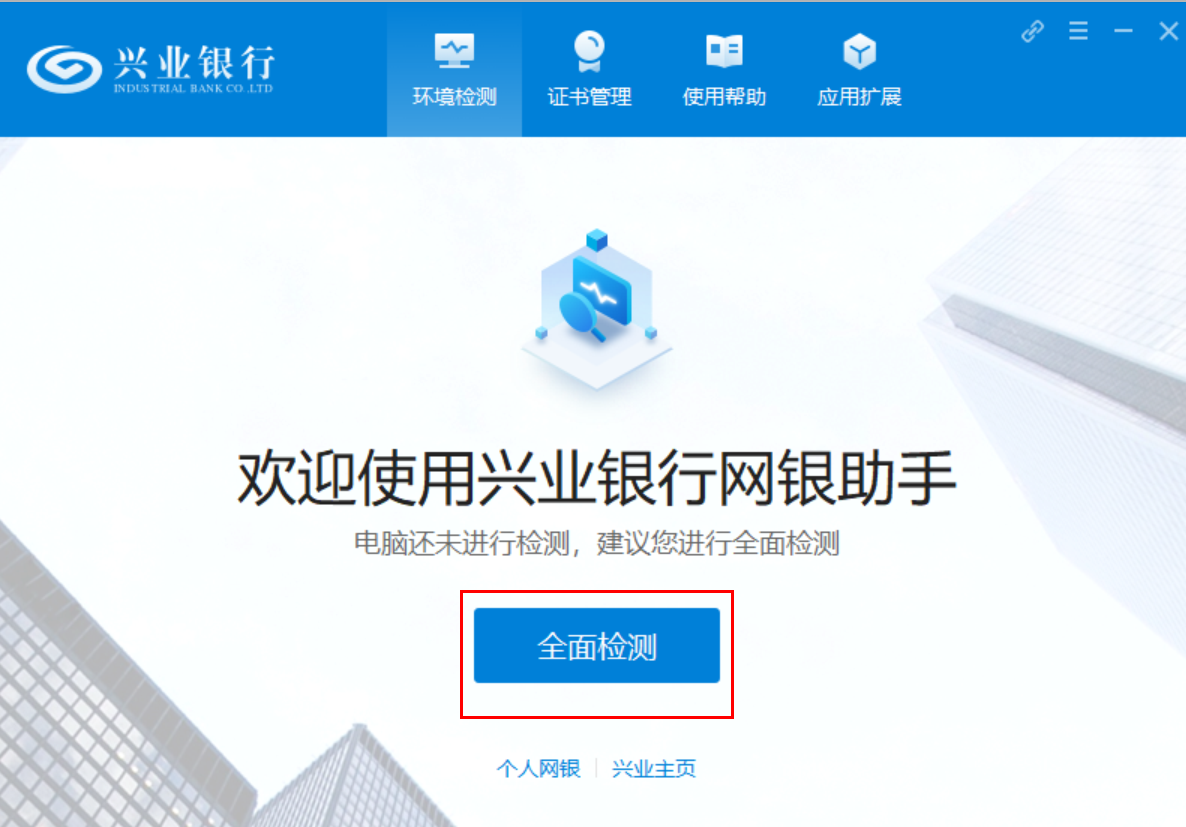 兴业银行
INDUSTRIAL BANK CO.,LTD
环境检测
证书管理
使用帮助
应用扩展
欢迎使用兴业银行网银助手
电脑还未进行检测，建议您进行全面检测
全面检测
个人网银
兴业主页